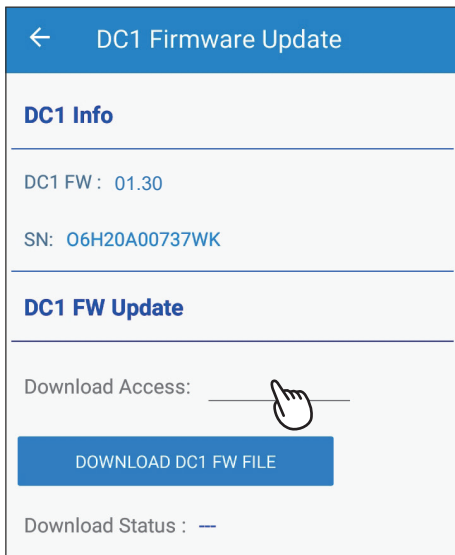 DC1 Firmware Update
DC1 Info
DC1 FW : 01.30
SN: O6H20A00737WK
DC1 FW Update
Download Access:
DOWNLOAD DC1 FW FILE
Download Status : ---